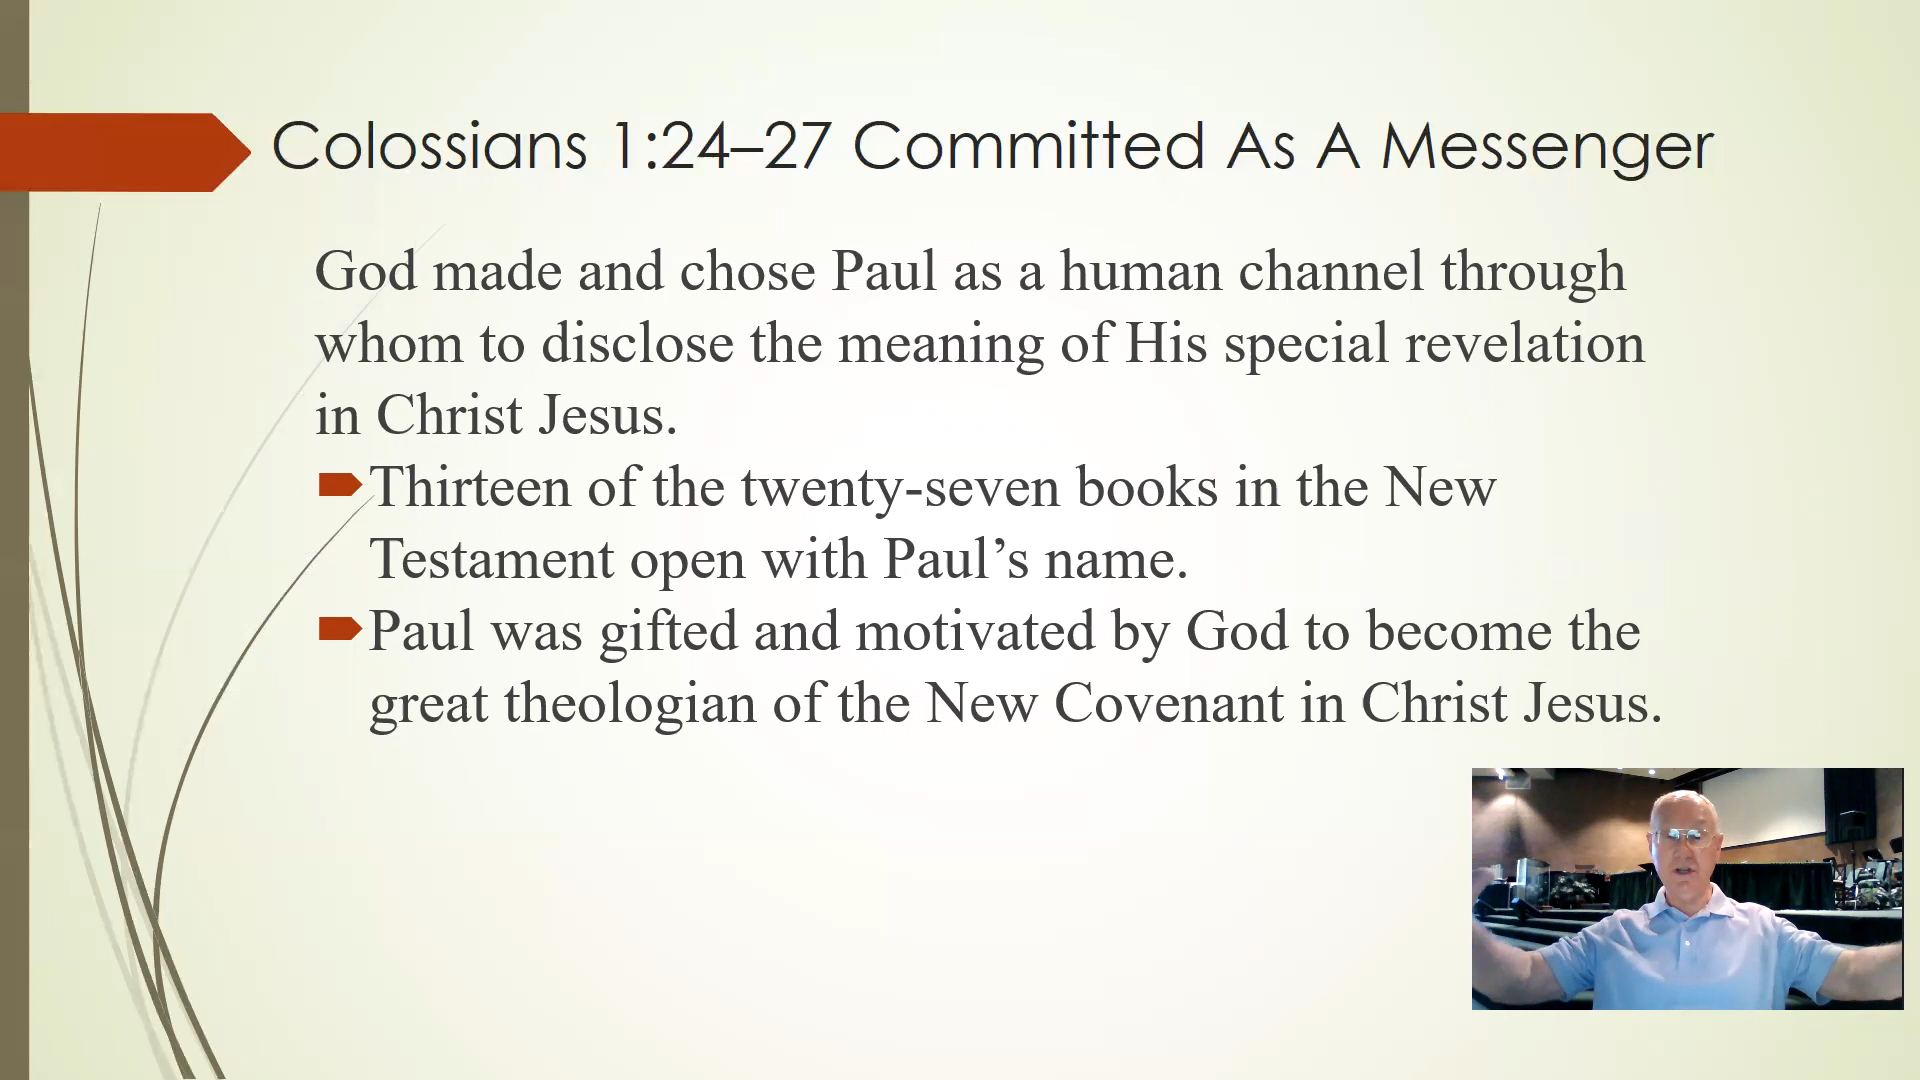 Colossians 1:24–27 Committed As A Messenger
God made and chose Paul as a human channel through
whom to disclose the meaning of His special revelation
in Christ Jesus.
Thirteen of the twenty-seven books in the New
Testament open with Paul’s name.
Paul was gifted and motivated by God to become the
great theologian of the New Covenant in Christ Jesus.